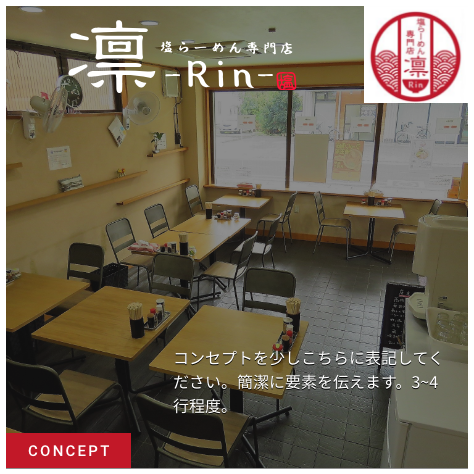 凛 塩らーめん専門店
-Rin- 凛
塩らーめん
専門店
凛
Rin
コンセプトを少しこちらに表記してく
ださい。簡潔に要素を伝えます。3~4
行程度。
CONCEPT